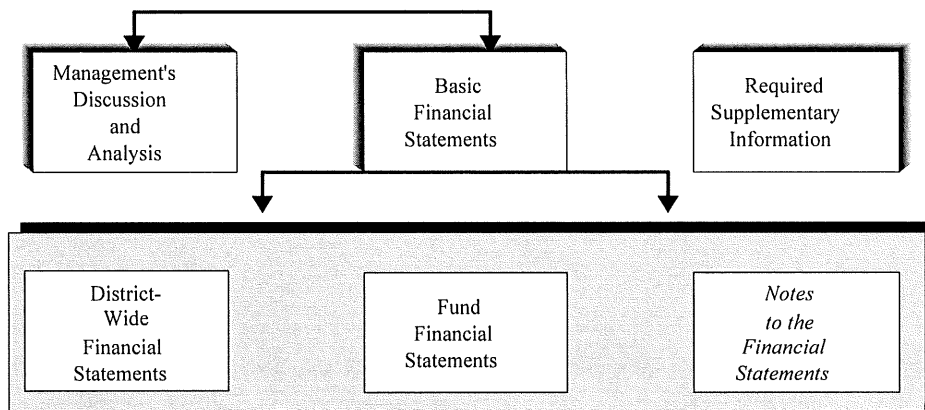 Management's
Discussion
and
Analysis
Basic
Financial
Statements
Required
Supplementary
Information
District-
Wide
Financial
Statements
Fund
Financial
Statements
Notes
to the
Financial
Statements